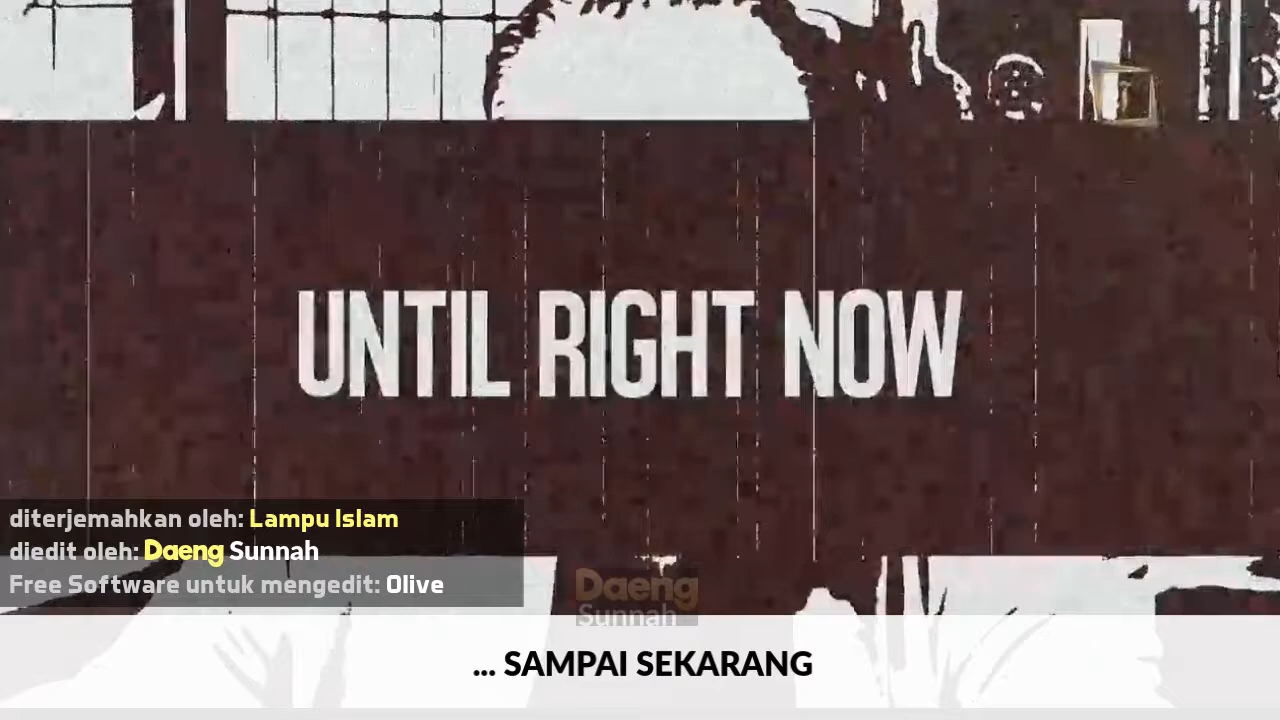 UNTIL RIGHT NOW
diterjemahkan oleh: Lampu Islam
diedit oleh: Daeng Sunnah
Free Software untuk mengedit: Olive
Daeng
Sunnah
... SAMPAI SEKARANG